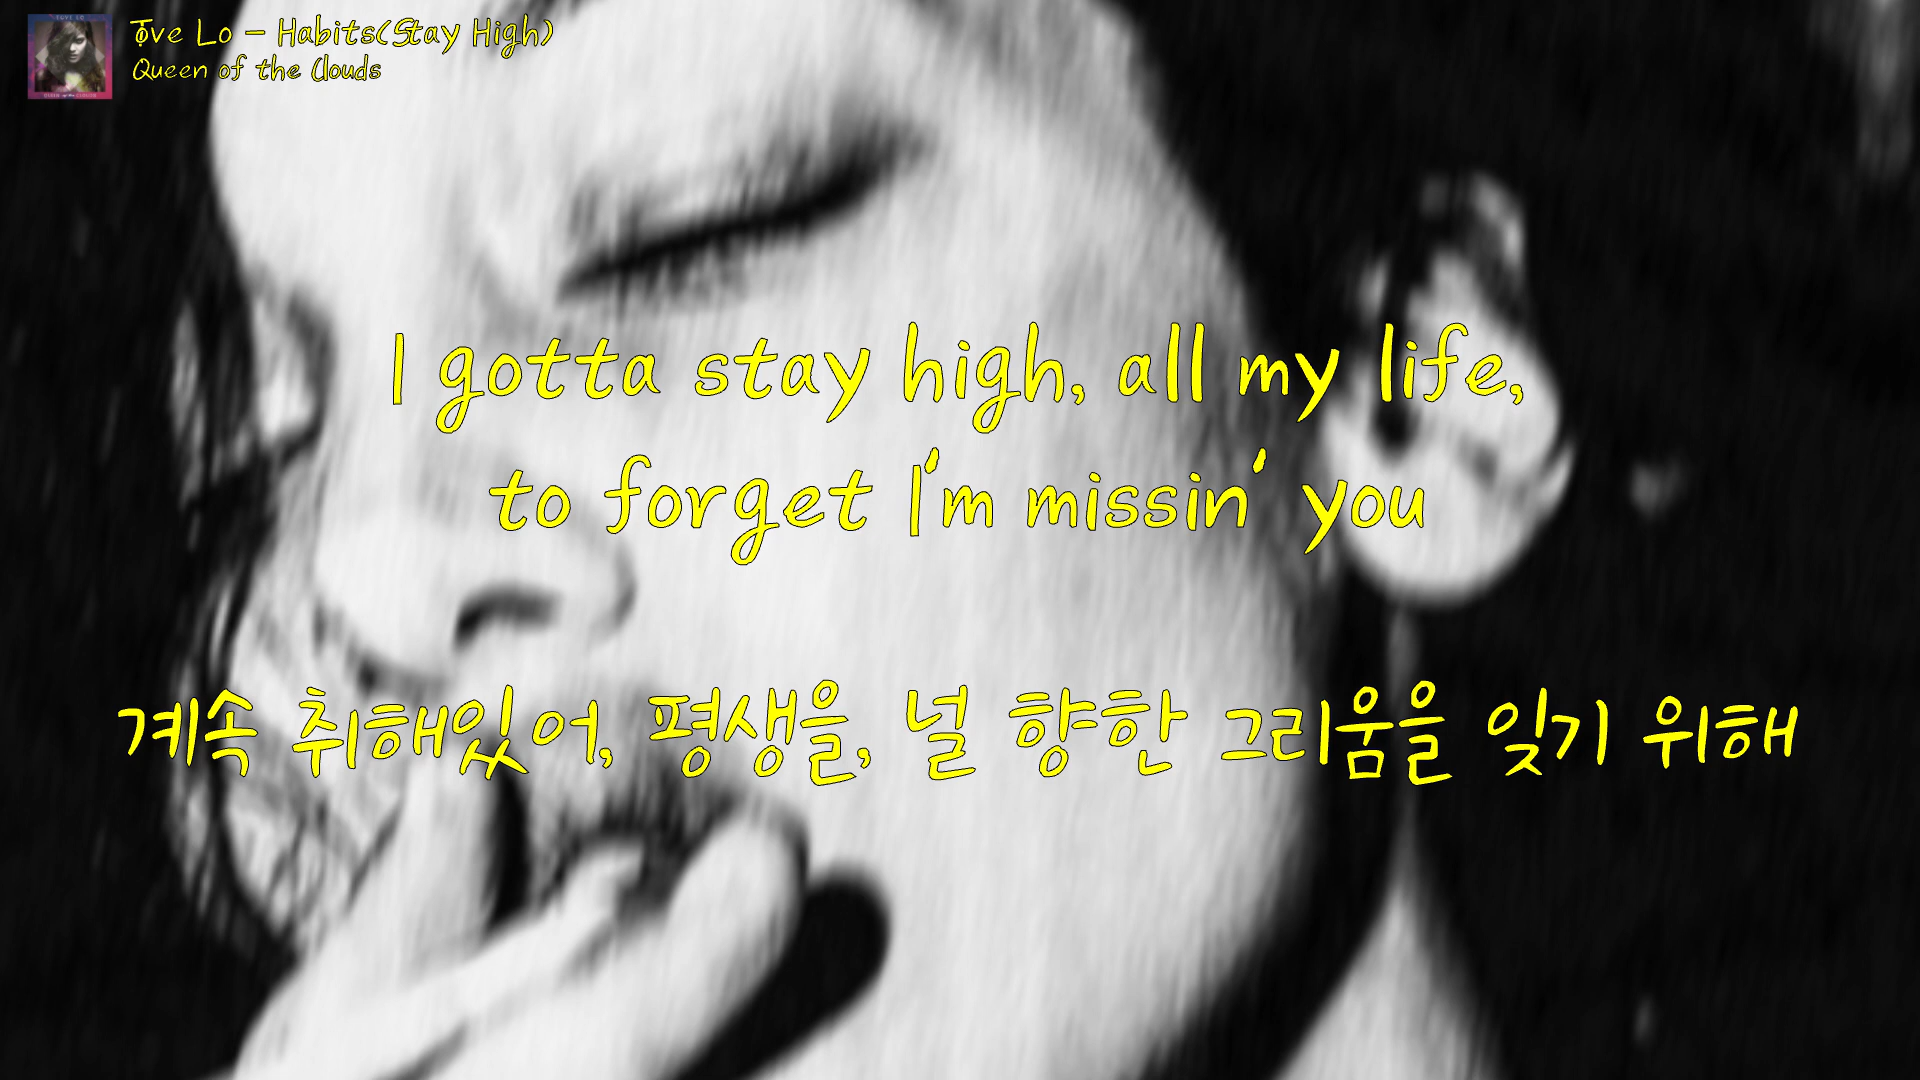 Tove Lo - Habits(Stay High)
Queen of the Clouds
I gotta stay high, all my life,
to forget I'm missin' you
계속 취해있어, 평생을, 널 향한 그리움을 잊기 위해